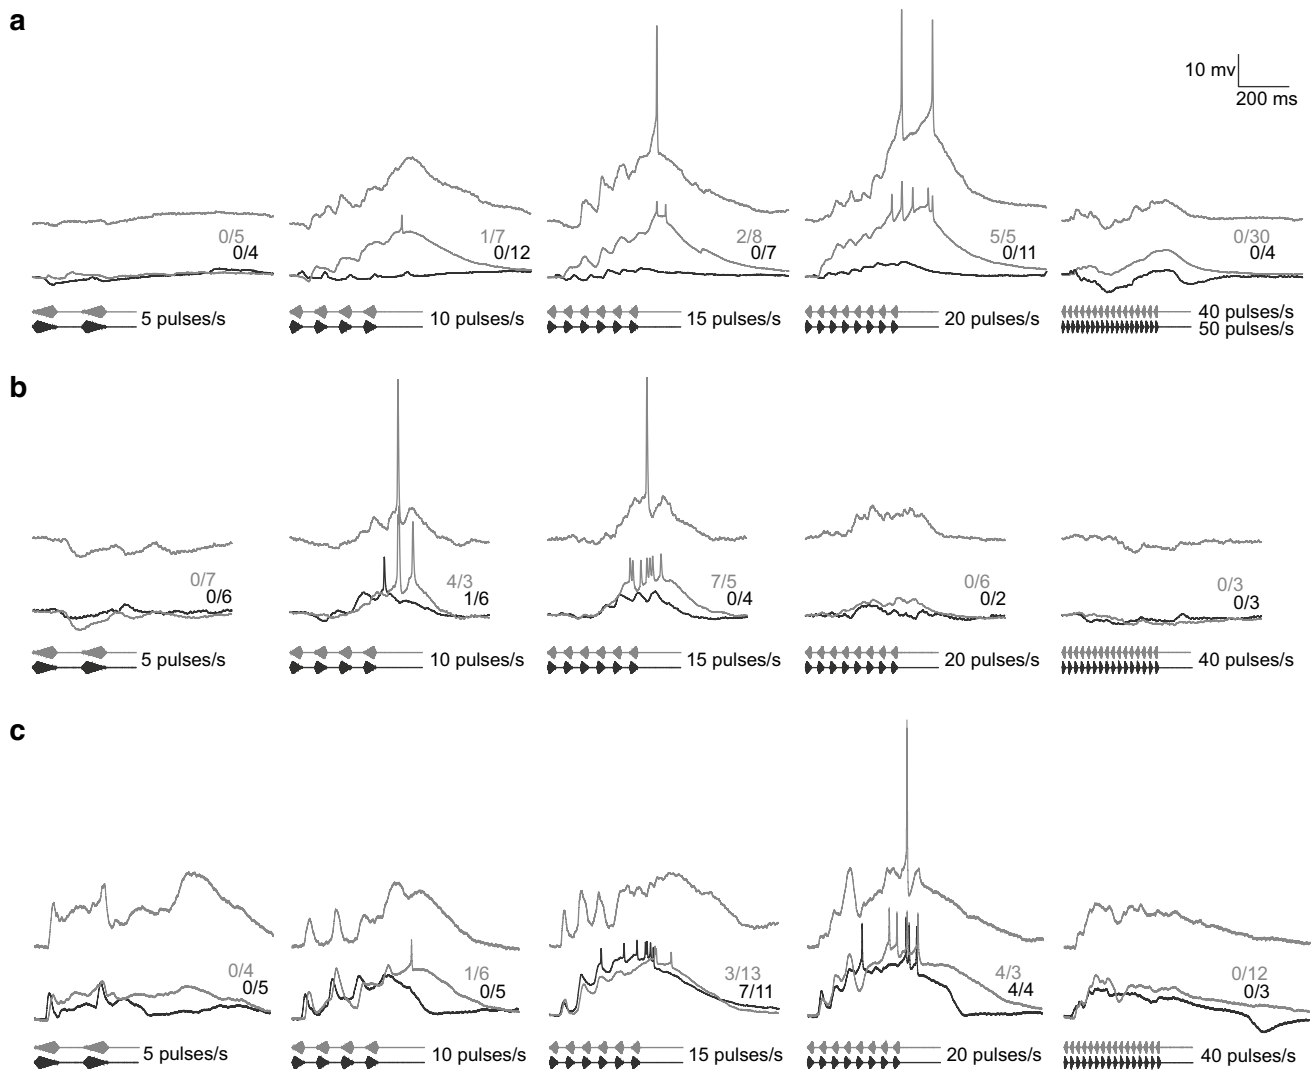 a
10 mv
200 ms
0/5
0/4
1/7
0/12
2/8
0/7
5/5
0/11
0/30
0/4
5 pulses/s
10 pulses/s
15 pulses/s
20 pulses/s
40 pulses/s
50 pulses/s
b
0/7
0/6
4/3
1/6
7/5
0/4
0/6
0/2
0/3
0/3
5 pulses/s
10 pulses/s
15 pulses/s
20 pulses/s
40 pulses/s
c
0/4
0/5
1/6
0/5
3/13
7/11
4/3
4/4
0/12
0/3
5 pulses/s
10 pulses/s
15 pulses/s
20 pulses/s
40 pulses/s